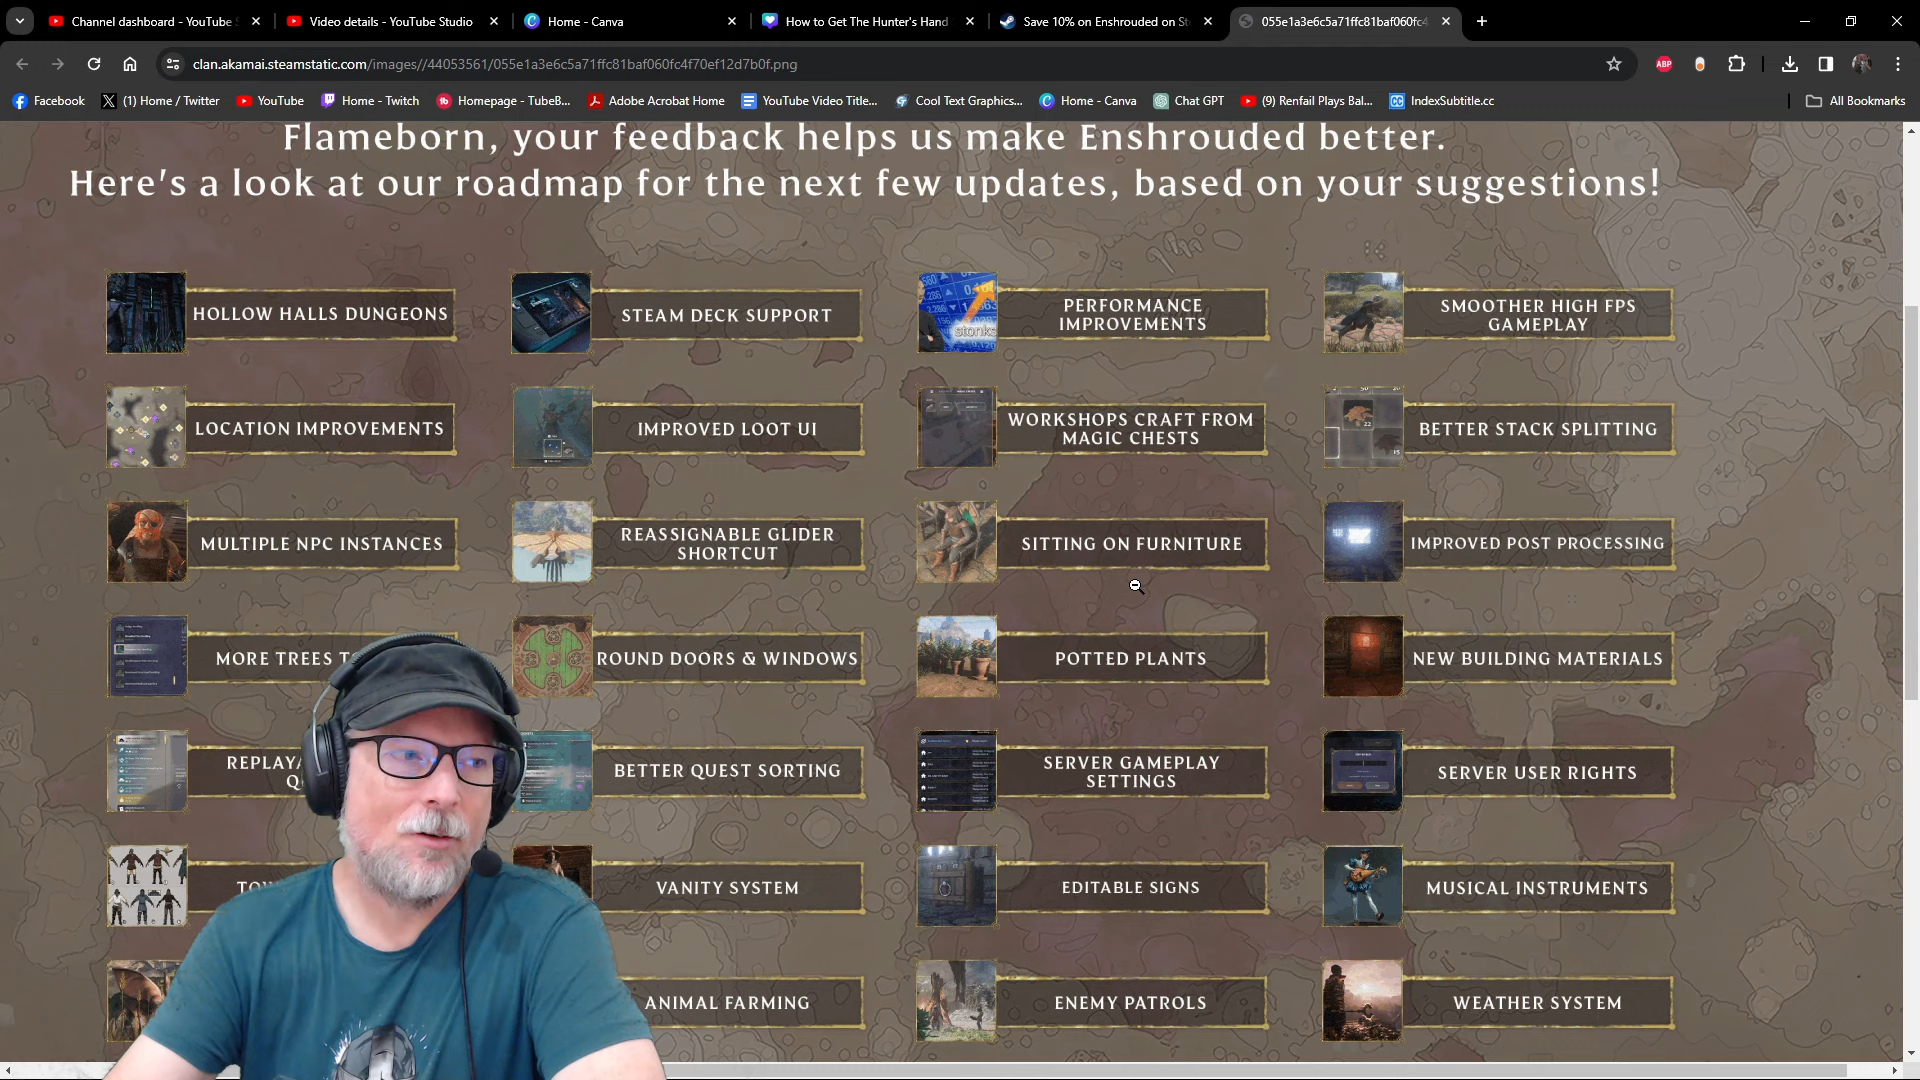 Channel dashboard - YouTube S
Video details - YouTube Studio
Home - Canva
How to Get The Hunter's Hand
Save 10% on Enshrouded on St
055e1a3e6c5a71ffc81baf060fc4
clan.akamai.steamstatic.com/images//44053561/055e1a3e6c5a71ffc81baf060fc4f70ef12d7b0f.png
ABP
Facebook
(1) Home / Twitter
YouTube
Home - Twitch
Homepage - TubeB...
Adobe Acrobat Home
YouTube Video Title...
Cool Text Graphics...
Home - Canva
Chat GPT
(9) Renfail Plays Bal...
IndexSubtitle.cc
All Bookmarks
Flameborn, your feedback helps us make Enshrouded better.
Here's a look at our roadmap for the next few updates, based on your suggestions!
HOLLOW HALLS DUNGEONS
STEAM DECK SUPPORT
stonks
PERFORMANCE
IMPROVEMENTS
SMOOTHER HIGH FPS
GAMEPLAY
LOCATION IMPROVEMENTS
IMPROVED LOOT UI
WORKSHOPS CRAFT FROM
MAGIC CHESTS
22
15
BETTER STACK SPLITTING
MULTIPLE NPC INSTANCES
REASSIGNABLE GLIDER
SHORTCUT
SITTING ON FURNITURE
IMPROVED POST PROCESSING
MORE TREES T
ROUND DOORS & WINDOWS
POTTED PLANTS
NEW BUILDING MATERIALS
REPLAYA
Q
BETTER QUEST SORTING
SERVER GAMEPLAY
SETTINGS
SERVER USER RIGHTS
TO
VANITY SYSTEM
EDITABLE SIGNS
MUSICAL INSTRUMENTS
ANIMAL FARMING
ENEMY PATROLS
WEATHER SYSTEM